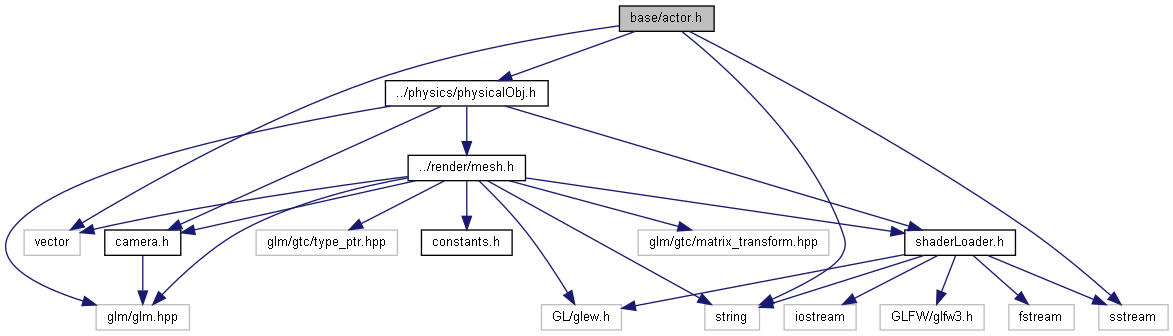 base/actor.h
../physics/physicalObj.h
../render/mesh.h
vector
camera.h
glm/gtc/type_ptr.hpp
constants.h
glm/gtc/matrix_transform.hpp
shaderLoader.h
glm/glm.hpp
GL/glew.h
string
iostream
GLFW/glfw3.h
fstream
sstream